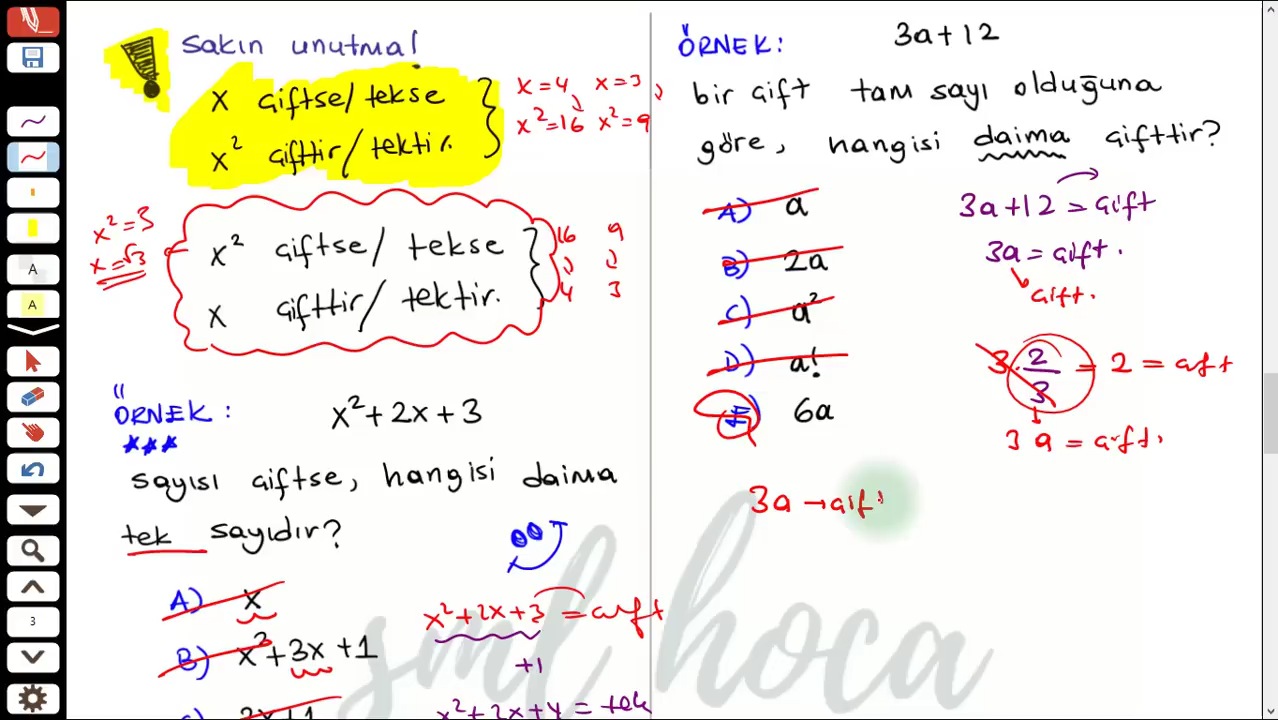 Sakın unutma!
x çiftse/ tekse
x² çifttir/ tektir.
x=4 x=3
x²=16 x²=9
x²=3
x=√3
x² çiftse/ tekse
x çifttir/ tektir.
16 9
4 3
ÖRNEK: x²+2x+3
***
sayısı çiftse, hangisi daima
tek sayıdır?
A) x
B) x²+3x+1
C) 2x+1
x²+2x+3 = çift
+1
x²+2x+4 = tek
ÖRNEK: 3a+12
bir çift tam sayı olduğuna
göre, hangisi daima çifttir?
A) a
B) 2a
C) a²
D) a!
E) 6a
3a+12 = çift
3a = çift.
çift.
3. 2/3 = 2 = çift
3 a = çift.
3a → çift
A
A
3
sml hoca